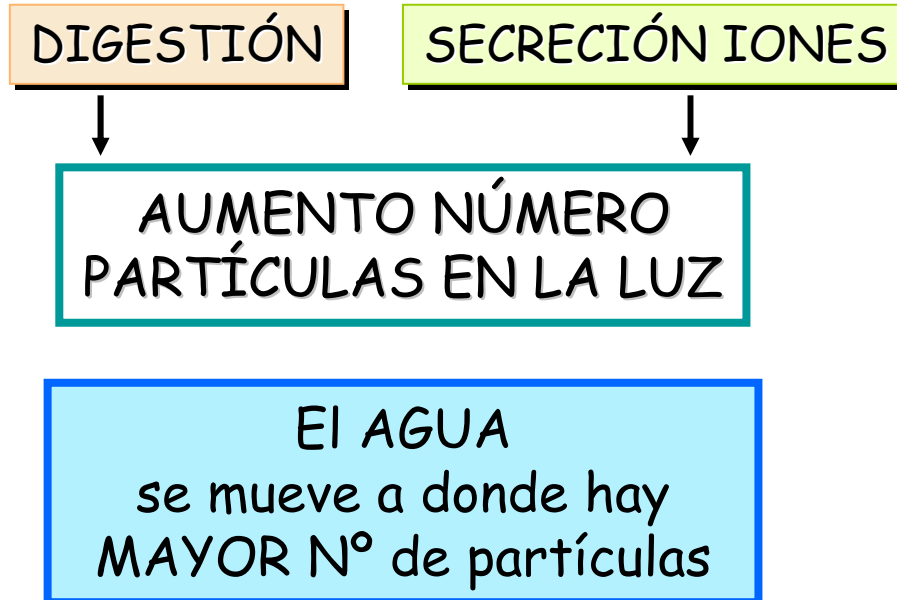 DIGESTIÓN
SECRECIÓN IONES
AUMENTO NÚMERO
PARTÍCULAS EN LA LUZ
El AGUA
se mueve a donde hay
MAYOR Nº de partículas